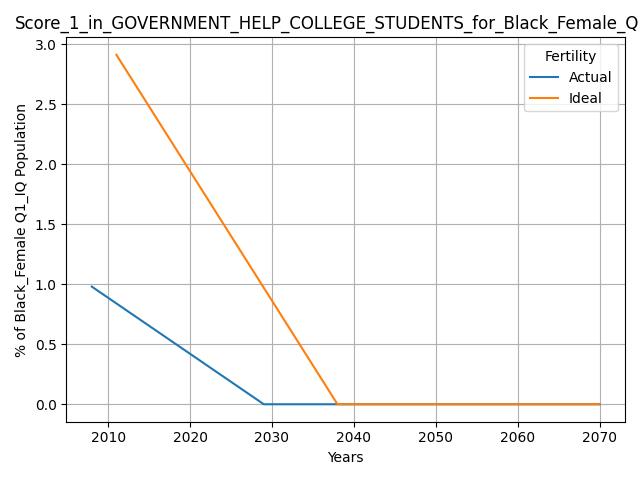 Score_1_in_GOVERNMENT_HELP_COLLEGE_STUDENTS_for_Black_Female_Q
Fertility
Actual
Ideal
% of Black_Female Q1_IQ Population
3.0
2.5
2.0
1.5
1.0
0.5
0.0
2010 2020 2030 2040 2050 2060 2070
Years